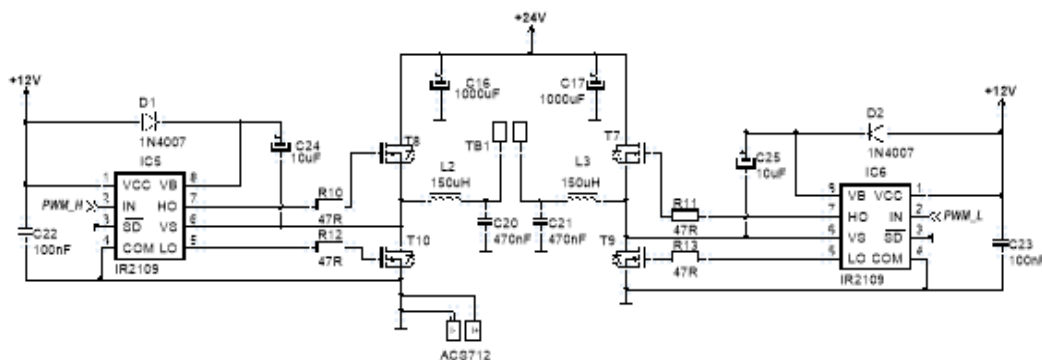 +24V
+12V
D1
1N4007
C24
10uF
IC5
1 VCC VB 8
2 IN HO 7
3 SD VS 6
4 COM LO 5
IR2109
PWM_H
C22
100nF
R10
47R
R12
47R
T8
T10
C16
1000uF
C17
1000uF
TB1
L2
150uH
L3
150uH
C20
470nF
C21
470nF
ACS712
T7
T9
R11
47R
R13
47R
+12V
D2
1N4007
C25
10uF
IC6
8 VB VCC 1
7 HO IN 2
6 VS SD 3
5 LO COM 4
IR2109
PWM_L
C23
100nF